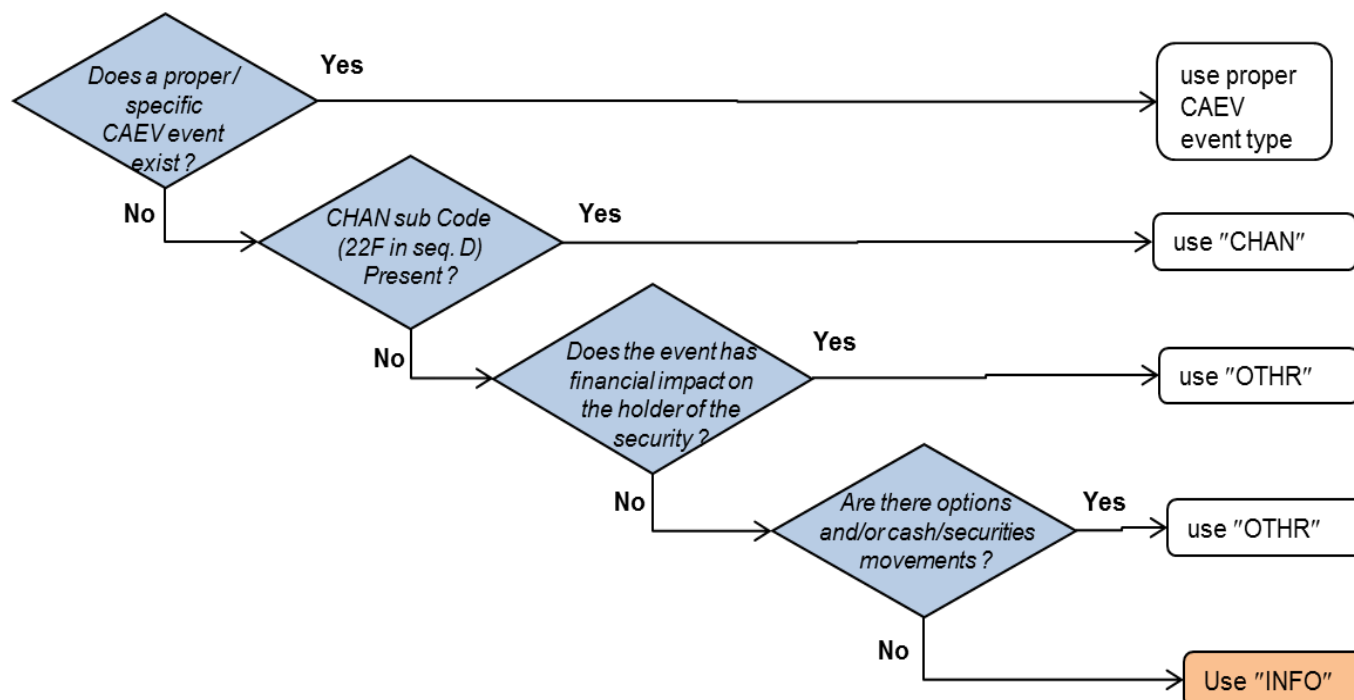 Does a proper /
specific
CAEV event
exist ?
Yes
use proper
CAEV
event type
No
CHAN sub Code
(22F in seq. D)
Present ?
Yes
use "CHAN"
No
Does the event has
financial impact on
the holder of the
security ?
Yes
use "OTHR"
No
Are there options
and/or cash/securities
movements ?
Yes
use "OTHR"
No
Use "INFO"